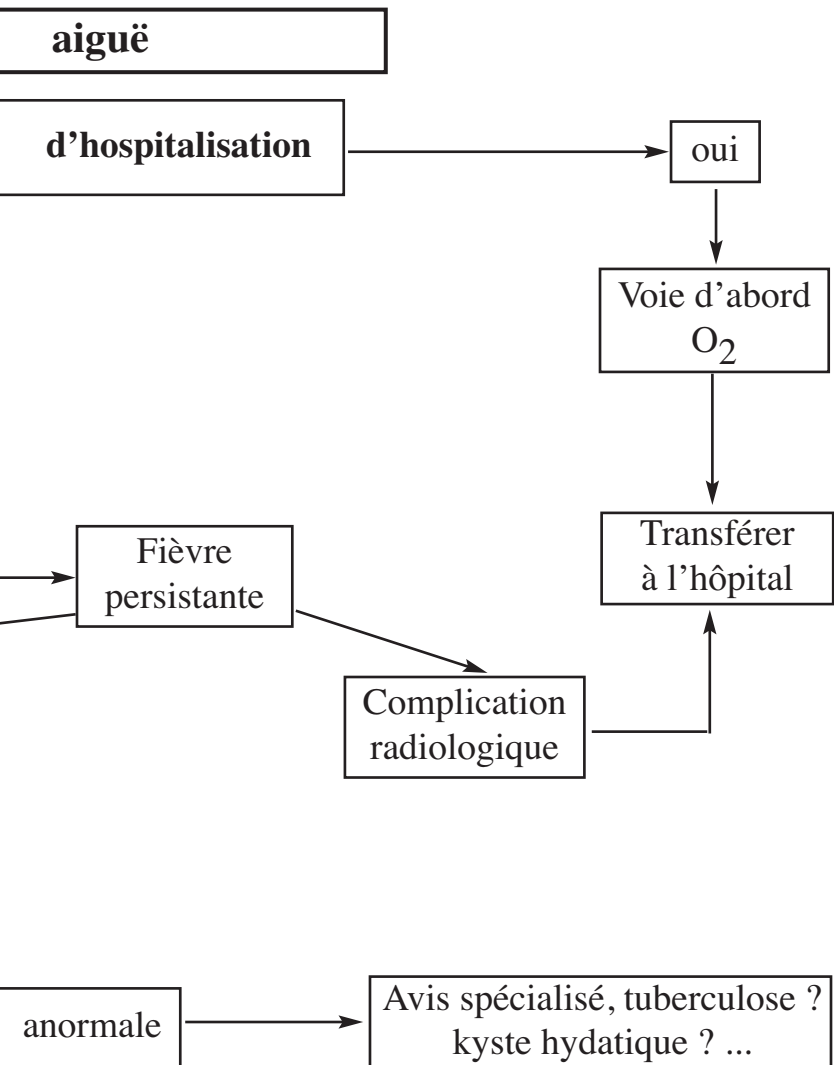 aiguë
d’hospitalisation
oui
Voie d’abord
O2
Transférer
à l’hôpital
Fièvre
persistante
Complication
radiologique
anormale
Avis spécialisé, tuberculose ?
kyste hydatique ? ...